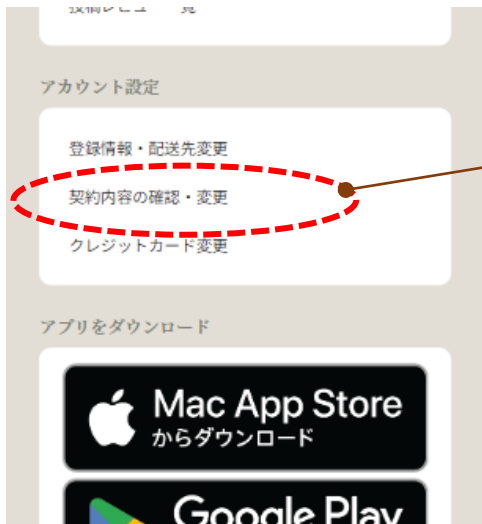 アカウント設定
登録情報・配送先変更
契約内容の確認・変更
クレジットカード変更
アプリをダウンロード
Mac App Store
からダウンロード
Google Play